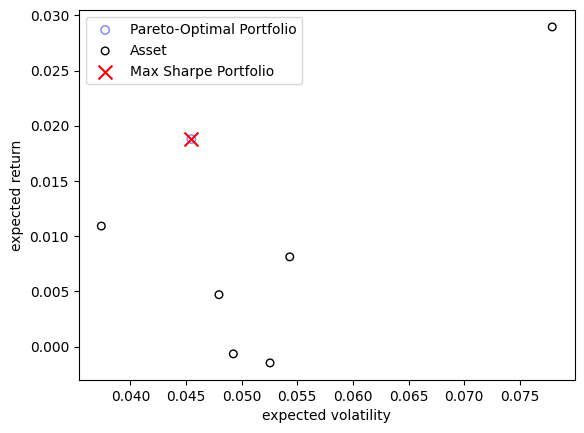 Pareto-Optimal Portfolio
Asset
Max Sharpe Portfolio
expected return
0.030
0.025
0.020
0.015
0.010
0.005
0.000
0.040 0.045 0.050 0.055 0.060 0.065 0.070 0.075
expected volatility